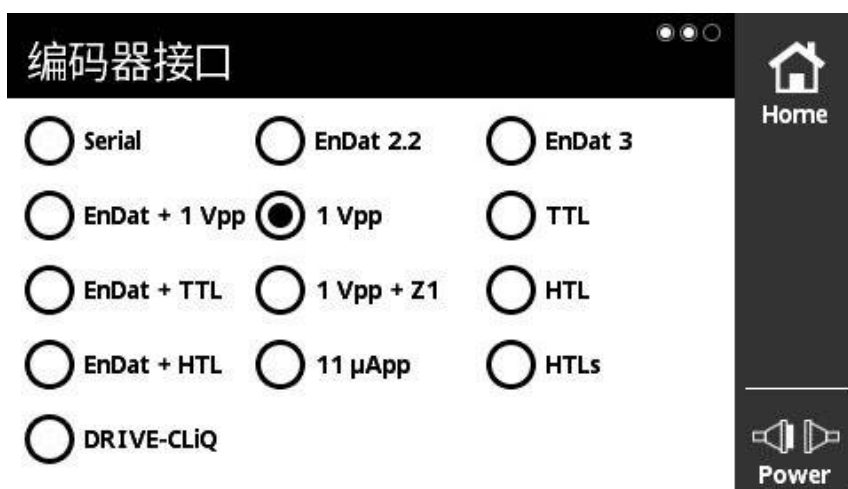 编码器接口
Home
Serial
EnDat 2.2
EnDat 3
EnDat + 1 Vpp
1 Vpp
TTL
EnDat + TTL
1 Vpp + Z1
HTL
EnDat + HTL
11 µApp
HTLs
DRIVE-CLiQ
Power